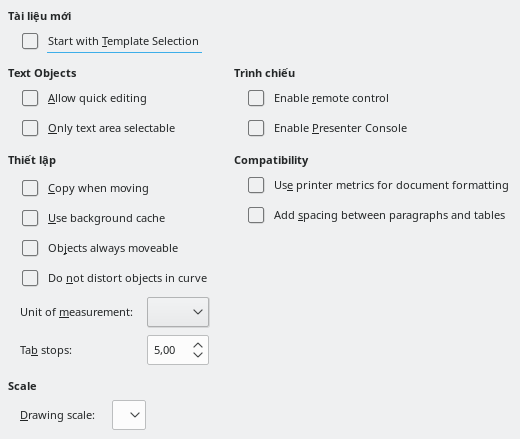 Tài liệu mới
Start with Template Selection
Text Objects
Allow quick editing
Only text area selectable
Trình chiếu
Enable remote control
Enable Presenter Console
Thiết lập
Copy when moving
Use background cache
Objects always moveable
Do not distort objects in curve
Unit of measurement:
Tab stops:
5,00
Compatibility
Use printer metrics for document formatting
Add spacing between paragraphs and tables
Scale
Drawing scale: